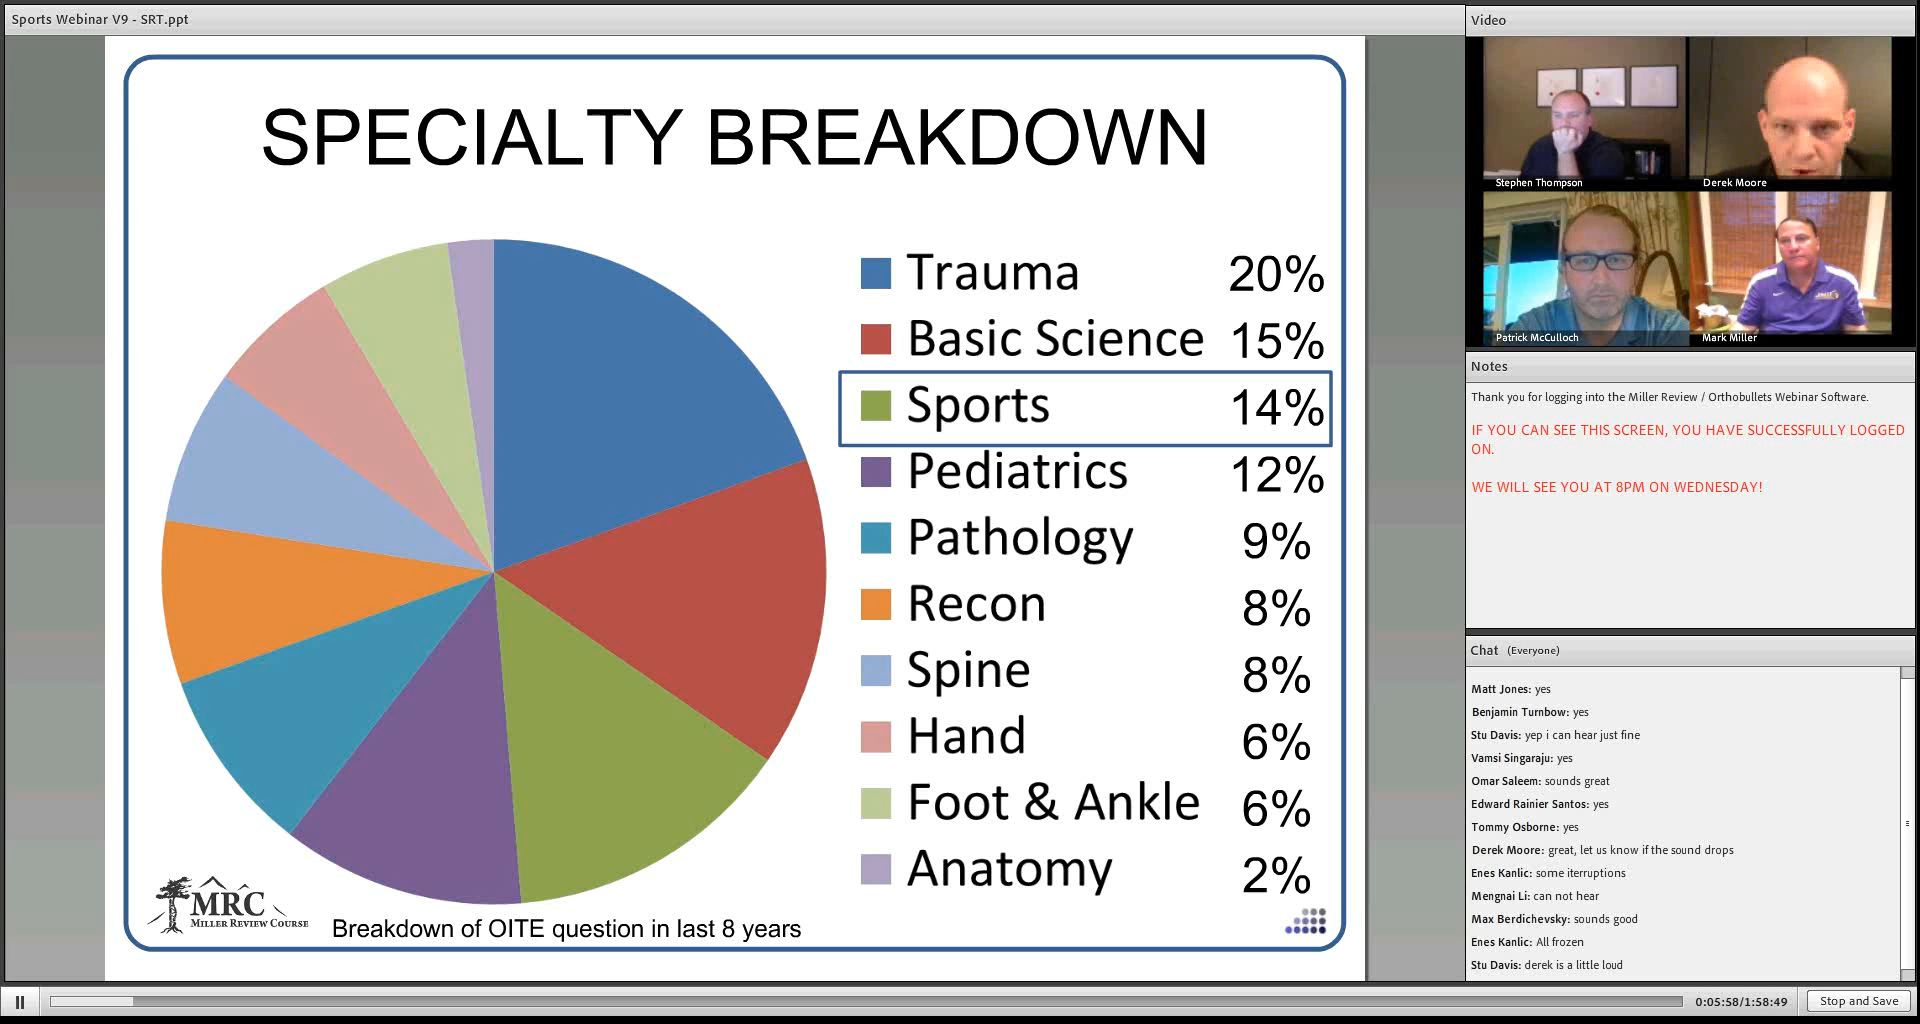 Sports Webinar V9 - SRT.ppt
SPECIALTY BREAKDOWN
Trauma 20%
Basic Science 15%
Sports 14%
Pediatrics 12%
Pathology 9%
Recon 8%
Spine 8%
Hand 6%
Foot & Ankle 6%
Anatomy 2%
MRC
MILLER REVIEW COURSE
Breakdown of OITE question in last 8 years
Video
Stephen Thompson
Derek Moore
Patrick McCulloch
Mark Miller
Notes
Thank you for logging into the Miller Review / Orthobullets Webinar Software.
IF YOU CAN SEE THIS SCREEN, YOU HAVE SUCCESSFULLY LOGGED
ON.
WE WILL SEE YOU AT 8PM ON WEDNESDAY!
Chat (Everyone)
Matt Jones: yes
Benjamin Turnbow: yes
Stu Davis: yep i can hear just fine
Vamsi Singaraju: yes
Omar Saleem: sounds great
Edward Rainier Santos: yes
Tommy Osborne: yes
Derek Moore: great, let us know if the sound drops
Enes Kanlic: some iterruptions
Mengnai Li: can not hear
Max Berdichevsky: sounds good
Enes Kanlic: All frozen
Stu Davis: derek is a little loud
0:05:58/1:58:49
Stop and Save